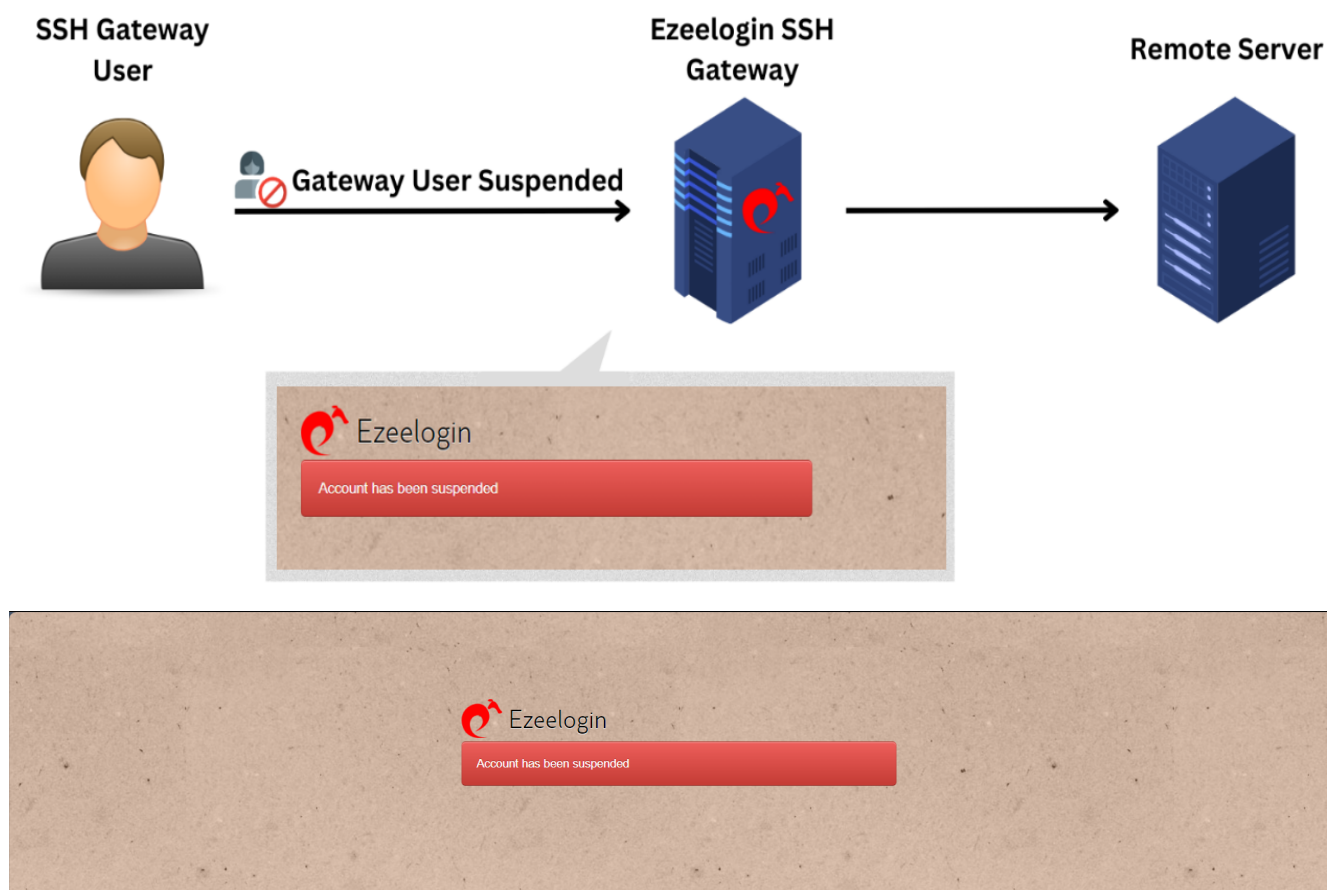 SSH Gateway
User
Ezeelogin SSH
Gateway
Remote Server
Gateway User Suspended
Ezeelogin
Account has been suspended
Ezeelogin
Account has been suspended